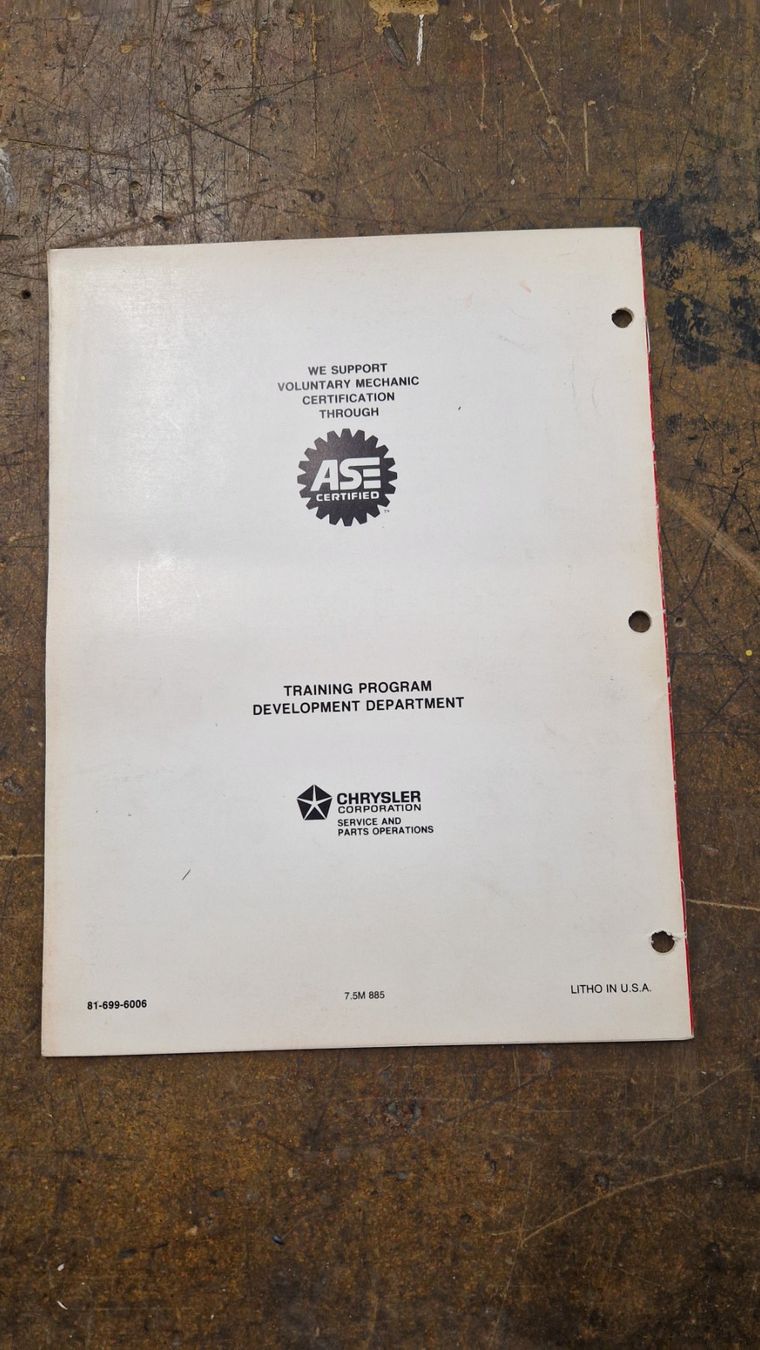 WE SUPPORT
VOLUNTARY MECHANIC
CERTIFICATION
THROUGH
ASE
CERTIFIED
TM
TRAINING PROGRAM
DEVELOPMENT DEPARTMENT
CHRYSLER
CORPORATION
SERVICE AND
PARTS OPERATIONS
81-699-6006
7.5M 885
LITHO IN U.S.A.